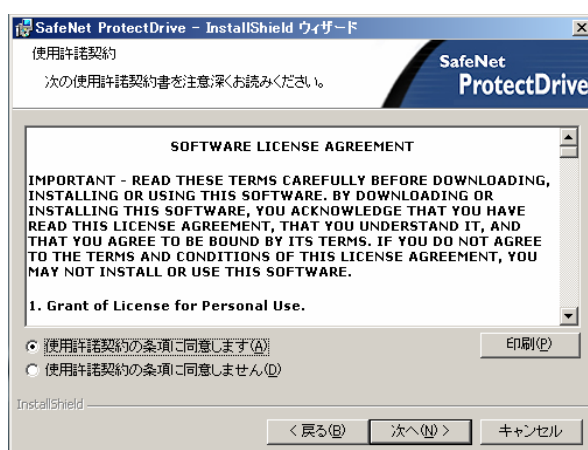 SafeNet ProtectDrive - InstallShield ウィザード
使用許諾契約
次の使用許諾契約書を注意深くお読みください。
SafeNet
ProtectDrive
SOFTWARE LICENSE AGREEMENT
IMPORTANT - READ THESE TERMS CAREFULLY BEFORE DOWNLOADING,
INSTALLING OR USING THIS SOFTWARE. BY DOWNLOADING OR
INSTALLING THIS SOFTWARE, YOU ACKNOWLEDGE THAT YOU HAVE
READ THIS LICENSE AGREEMENT, THAT YOU UNDERSTAND IT, AND
THAT YOU AGREE TO BE BOUND BY ITS TERMS. IF YOU DO NOT AGREE
TO THE TERMS AND CONDITIONS OF THIS LICENSE AGREEMENT, YOU
MAY NOT INSTALL OR USE THIS SOFTWARE.
1. Grant of License for Personal Use.
使用許諾契約の条項に同意します(A)
印刷(P)
使用許諾契約の条項に同意しません(D)
InstallShield
< 戻る(B)
次へ(N) >
キャンセル